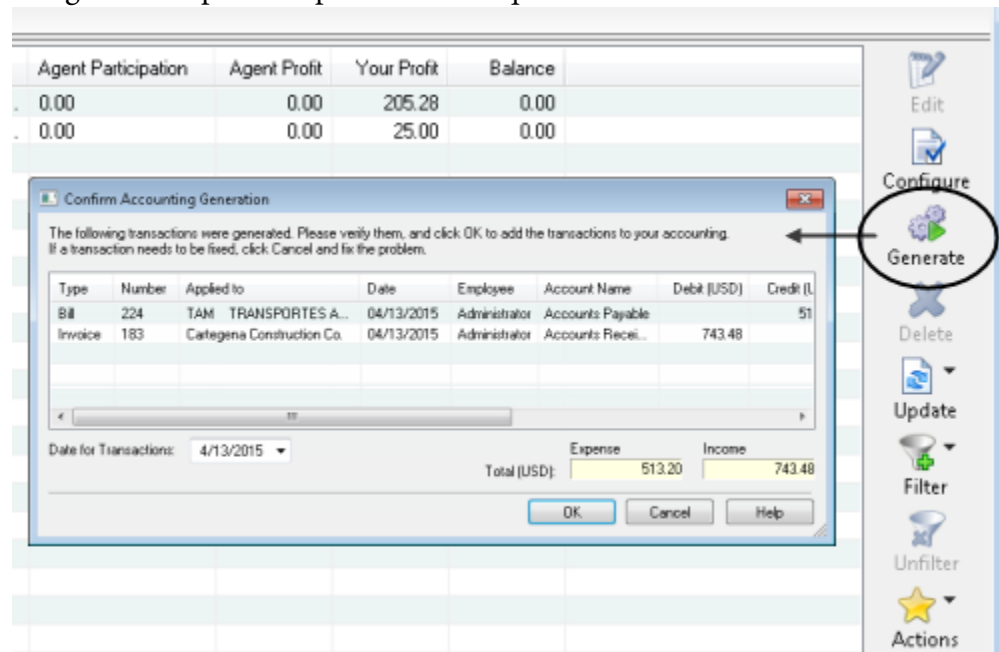 Agent Participation Agent Profit Your Profit Balance
. 0.00 0.00 205.28 0.00
. 0.00 0.00 25.00 0.00
Edit
Configure
Generate
Delete
Update
Filter
Unfilter
Actions
Confirm Accounting Generation
The following transactions were generated. Please verify them, and click OK to add the transactions to your accounting.
If a transaction needs to be fixed, click Cancel and fix the problem.
Type Number Applied to Date Employee Account Name Debit (USD) Credit (U
Bill 224 TAM TRANSPORTES A... 04/13/2015 Administrator Accounts Payable 51
Invoice 183 Cartegena Construction Co. 04/13/2015 Administrator Accounts Recei... 743.48
Date for Transactions: 4/13/2015
Expense Income
Total (USD): 513.20 743.48
OK Cancel Help